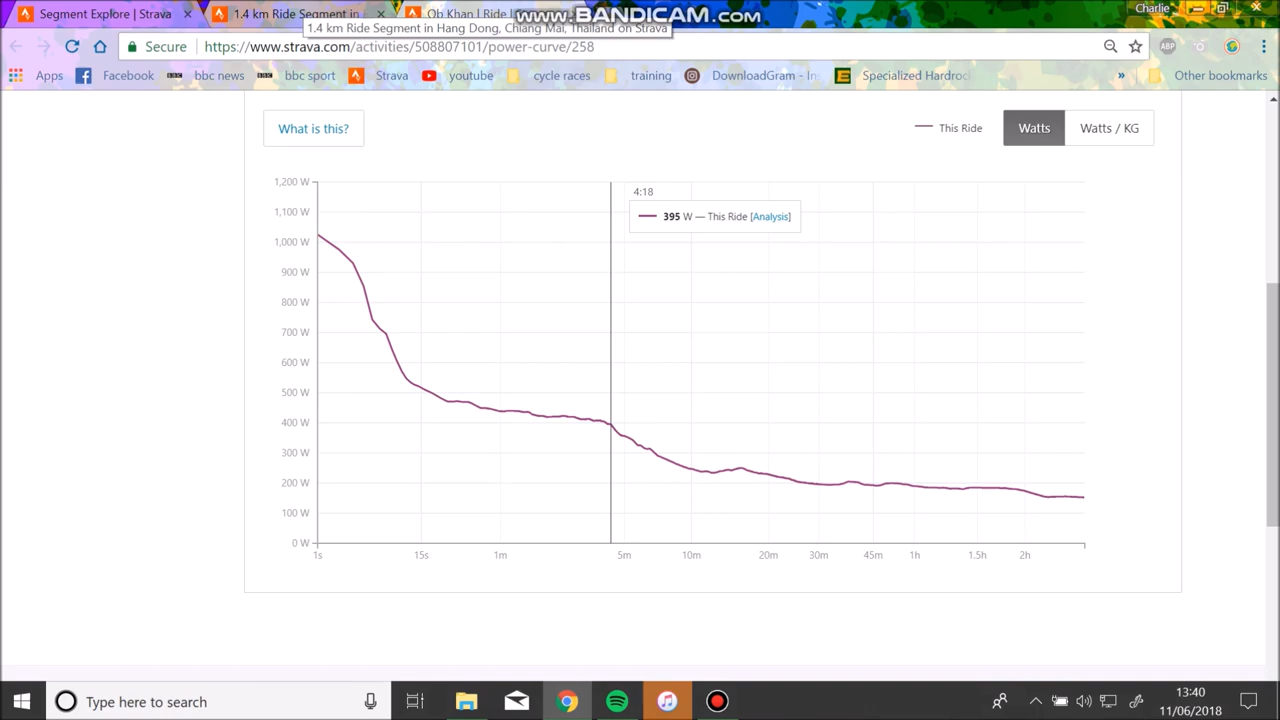 Segment Explore | Strava
1.4 km Ride Segment in
Ob Khan | Ride |
www.BANDICAM.com
Charlie
1.4 km Ride Segment in Hang Dong, Chiang Mai, Thailand on Strava
Secure
https://www.strava.com/activities/508807101/power-curve/258
ABP
Apps
Facebook
BBC
bbc news
BBC
bbc sport
Strava
youtube
cycle races
training
DownloadGram - In
Specialized Hardroc
»
Other bookmarks
What is this?
This Ride
Watts
Watts / KG
1,200 W
4:18
395 W — This Ride [Analysis]
1,100 W
1,000 W
900 W
800 W
700 W
600 W
500 W
400 W
300 W
200 W
100 W
0 W
1s
15s
1m
5m
10m
20m
30m
45m
1h
1.5h
2h
Type here to search
13:40
11/06/2018